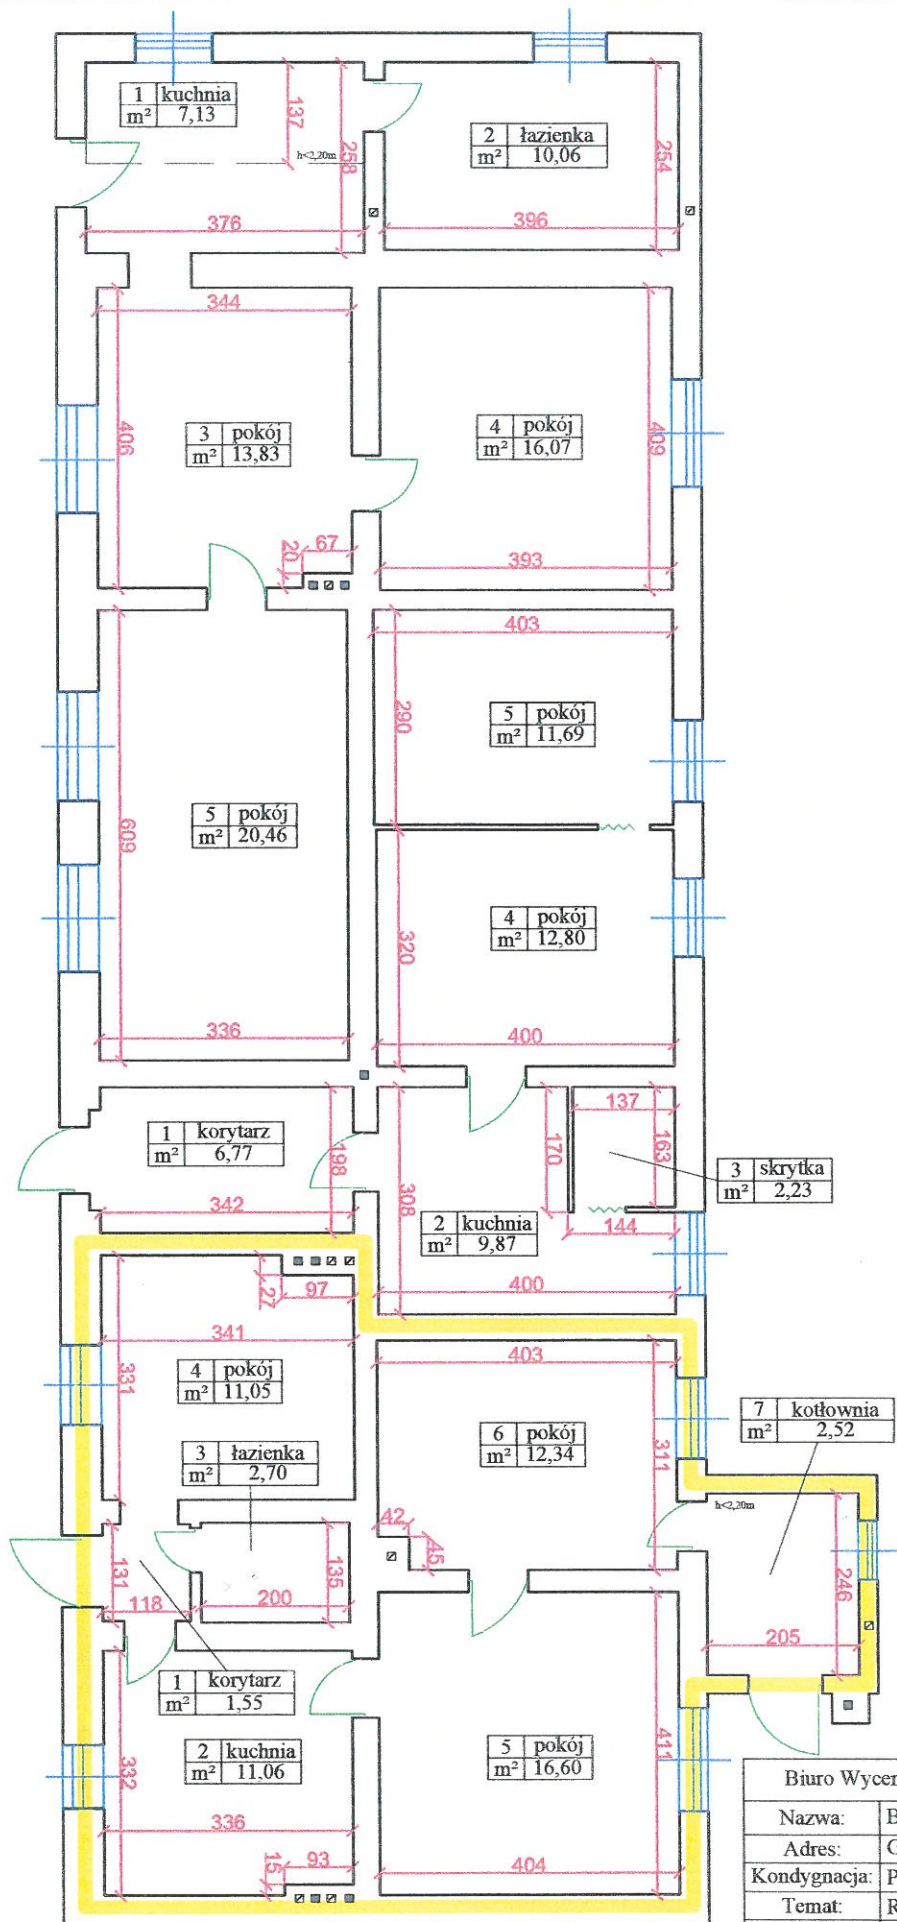 1 kuchnia
m² 7,13
137
258
h<2,20m
376
2 łazienka
m² 10,06
254
396
344
406
3 pokój
m² 13,83
20
67
4 pokój
m² 16,07
409
393
403
290
5 pokój
m² 11,69
609
5 pokój
m² 20,46
336
4 pokój
m² 12,80
320
400
1 korytarz
m² 6,77
198
342
308
170
137
163
144
3 skrytka
m² 2,23
2 kuchnia
m² 9,87
400
27
97
341
331
4 pokój
m² 11,05
403
6 pokój
m² 12,34
311
42
45
7 kotłownia
m² 2,52
h<2,20m
246
205
3 łazienka
m² 2,70
131
118
200
135
1 korytarz
m² 1,55
2 kuchnia
m² 11,06
332
336
15
93
5 pokój
m² 16,60
411
404
Biuro Wycen
Nazwa: B
Adres: G
Kondygnacja: P
Temat: R